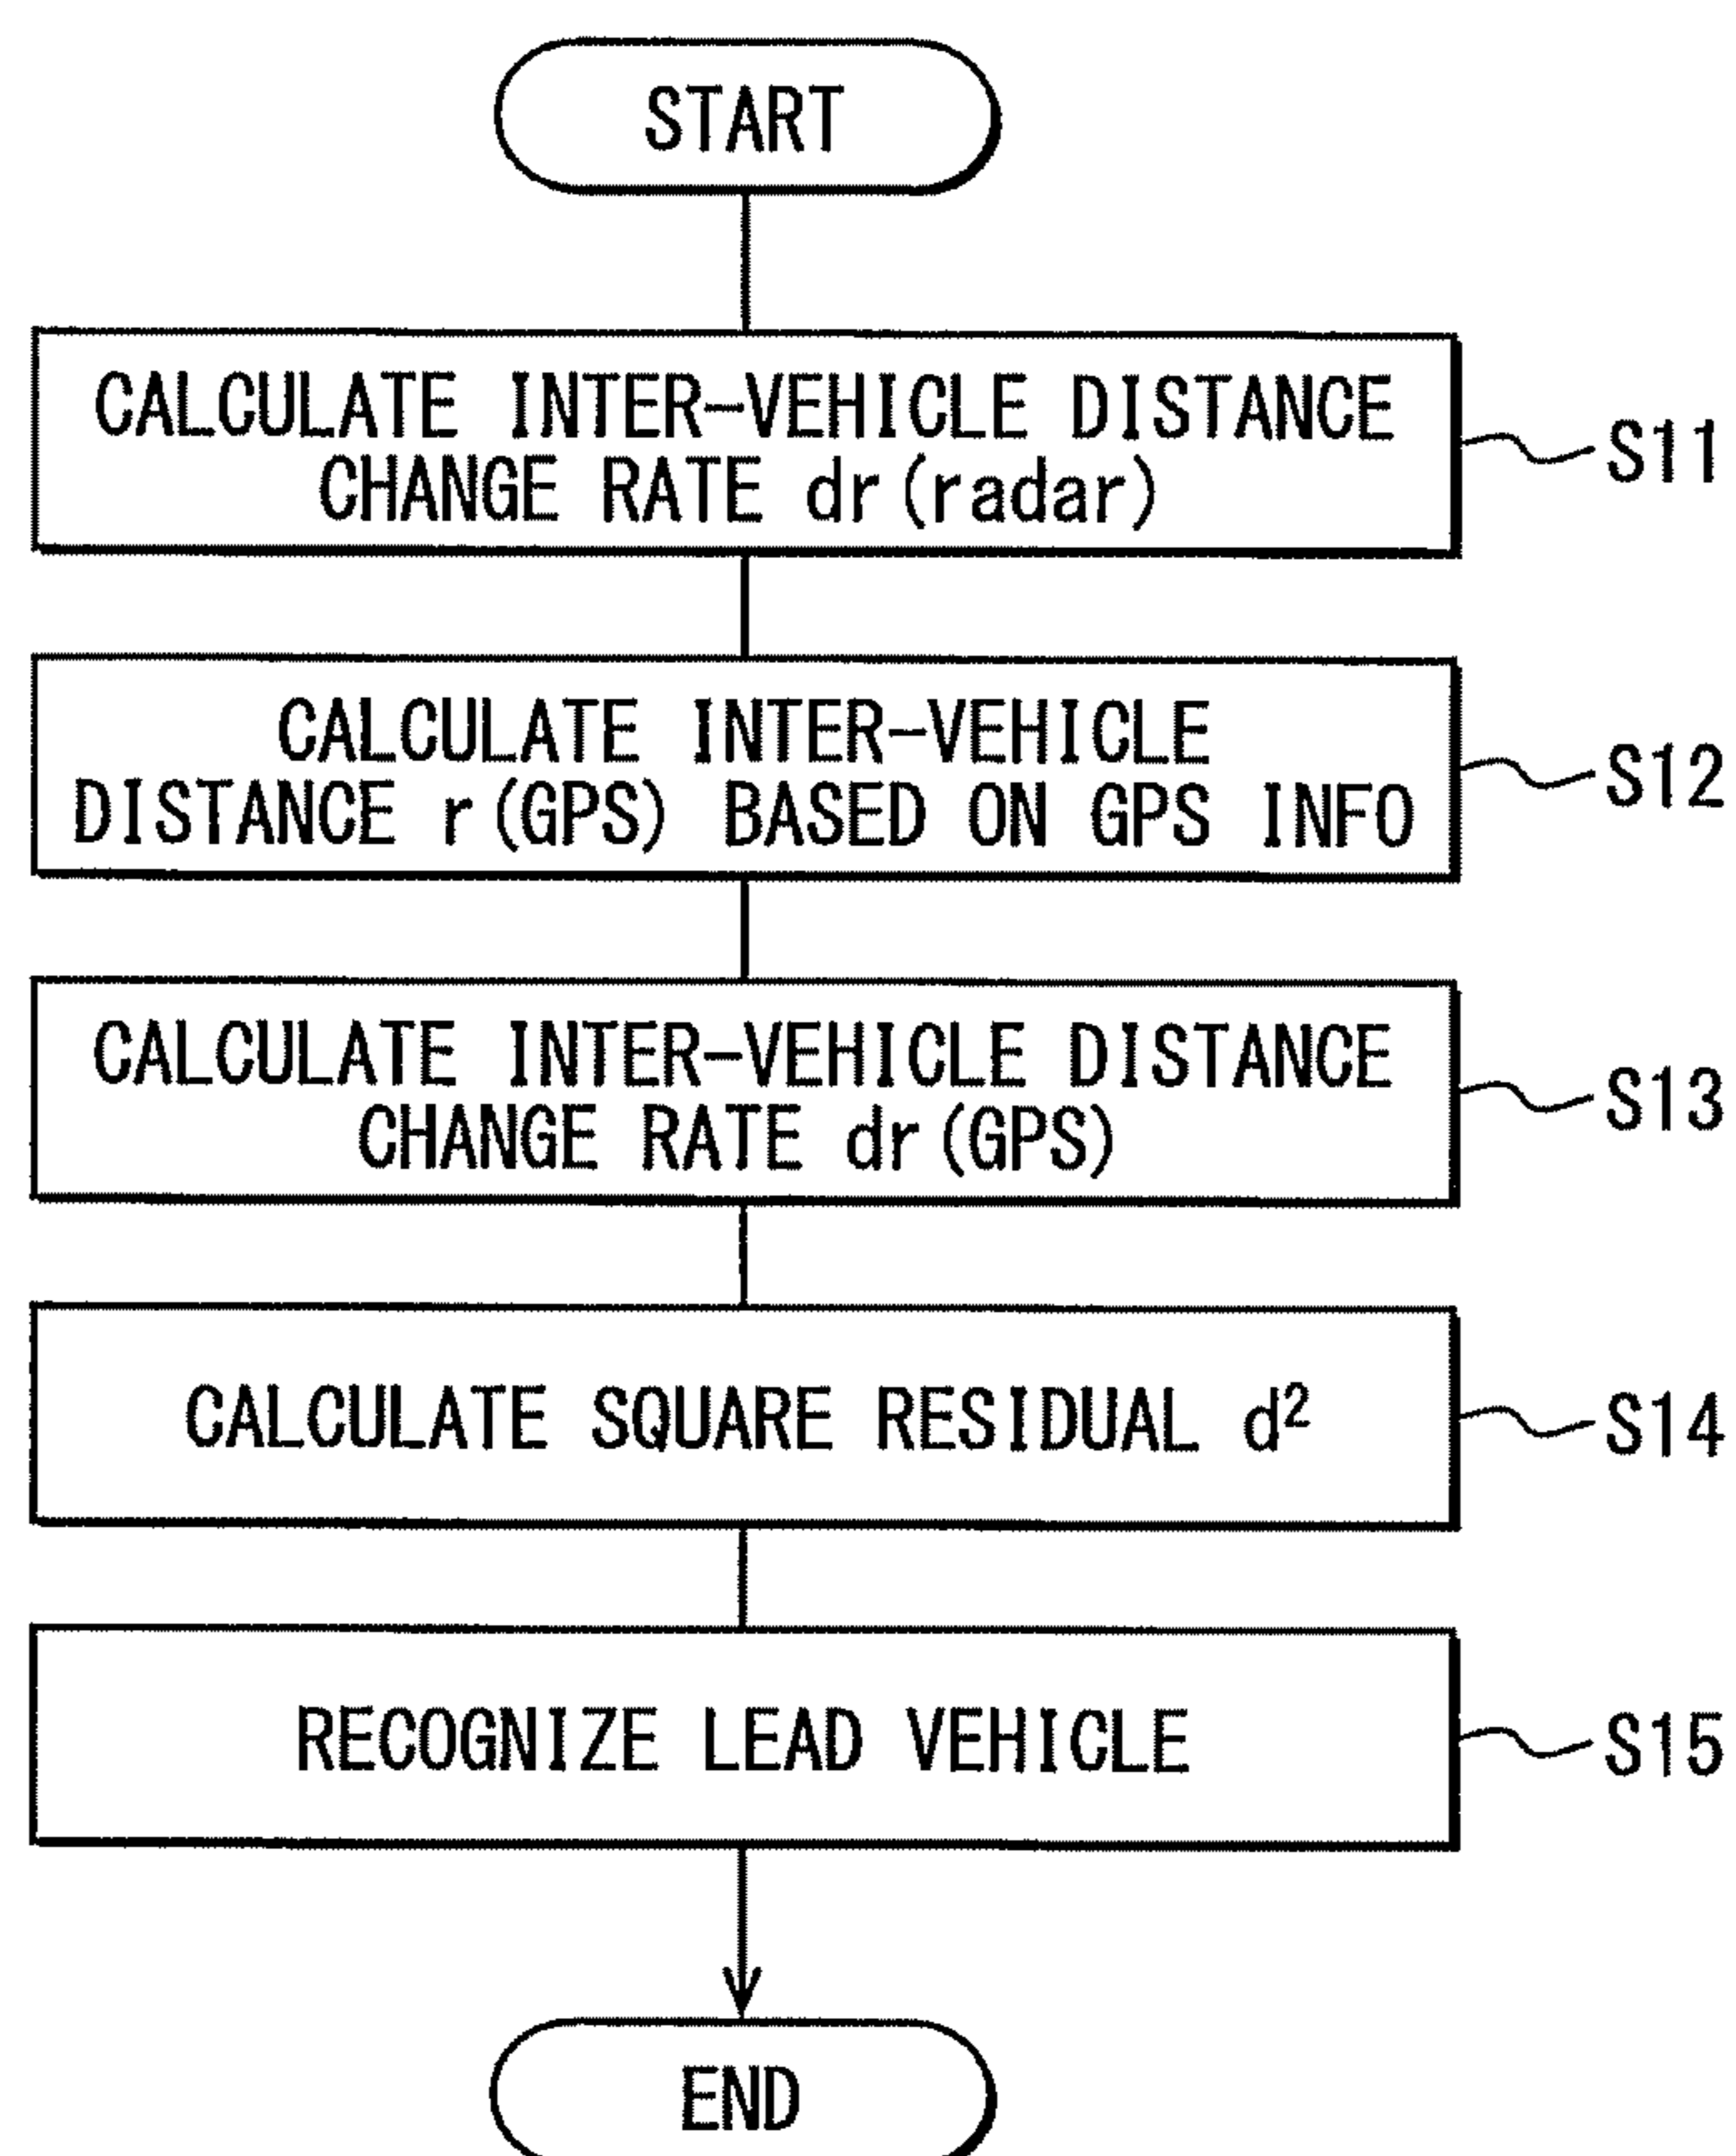 START
CALCULATE INTER-VEHICLE DISTANCE
CHANGE RATE dr(radar)
S11
CALCULATE INTER-VEHICLE
DISTANCE r(GPS) BASED ON GPS INFO
S12
CALCULATE INTER-VEHICLE DISTANCE
CHANGE RATE dr(GPS)
S13
CALCULATE SQUARE RESIDUAL d²
S14
RECOGNIZE LEAD VEHICLE
S15
END